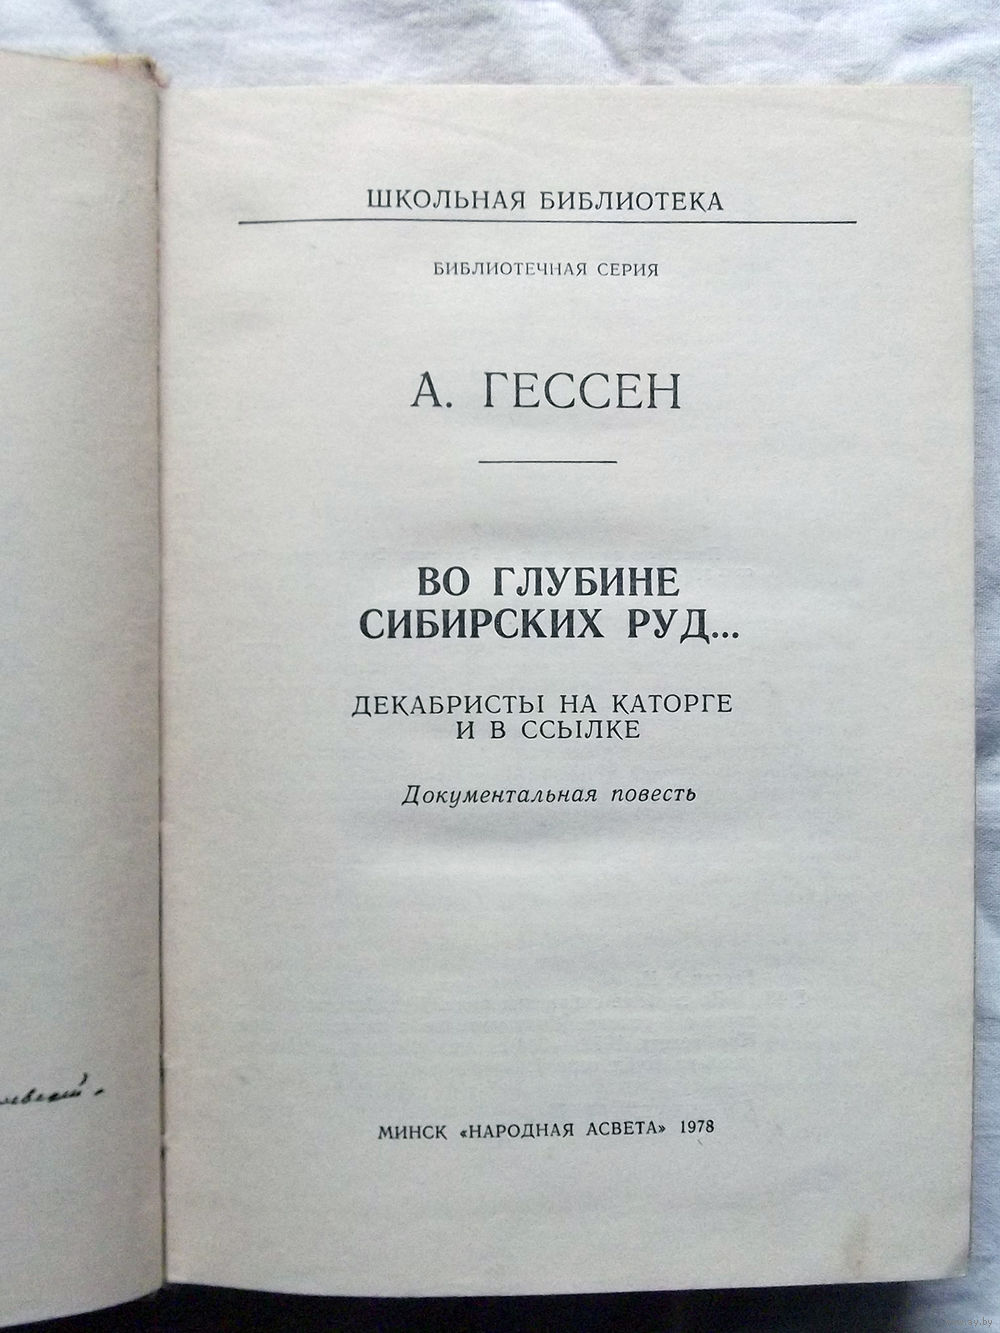 ШКОЛЬНАЯ БИБЛИОТЕКА
БИБЛИОТЕЧНАЯ СЕРИЯ
А. ГЕССЕН
ВО ГЛУБИНЕ
СИБИРСКИХ РУД...
ДЕКАБРИСТЫ НА КАТОРГЕ
И В ССЫЛКЕ
Документальная повесть
МИНСК «НАРОДНАЯ АСВЕТА» 1978